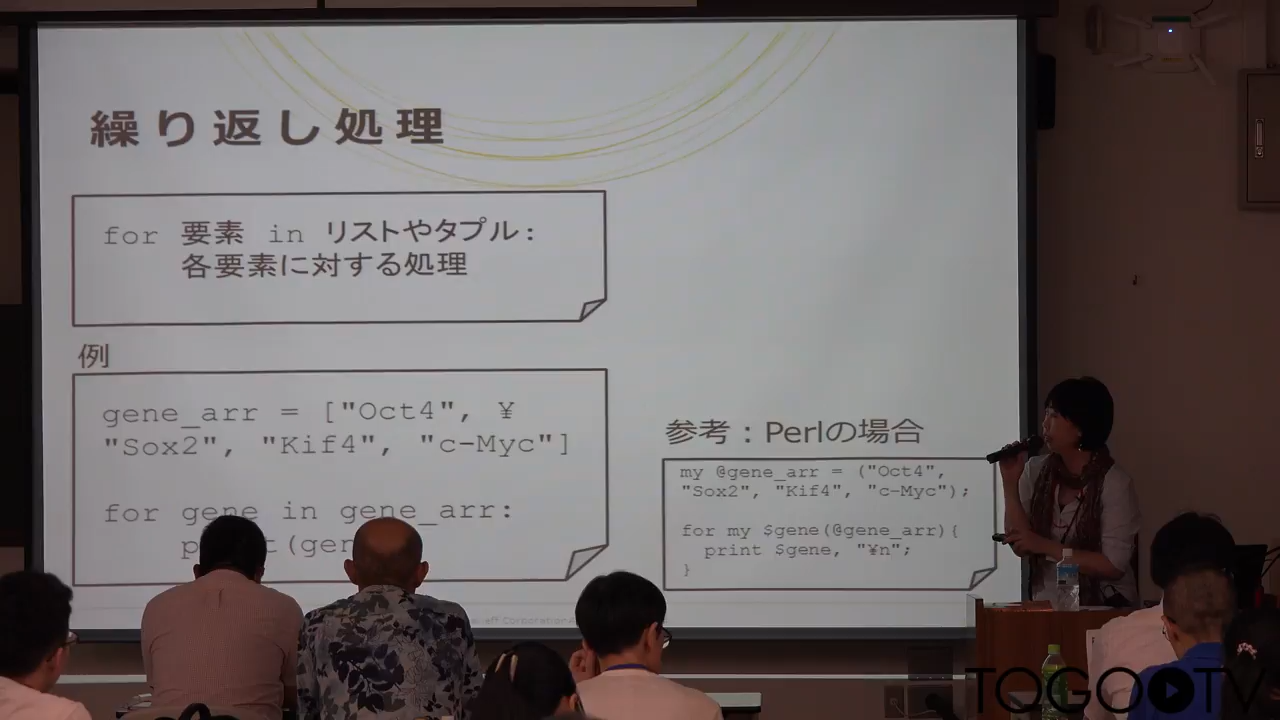 繰り返し処理
for 要素 in リストやタプル:
各要素に対する処理
例
gene_arr = ["Oct4", ¥
"Sox2", "Kif4", "c-Myc"]
for gene in gene_arr:
参考：Perlの場合
my @gene_arr = ("Oct4",
"Sox2", "Kif4", "c-Myc");
for my $gene(@gene_arr){
print $gene, "¥n";
}
TOGOTV